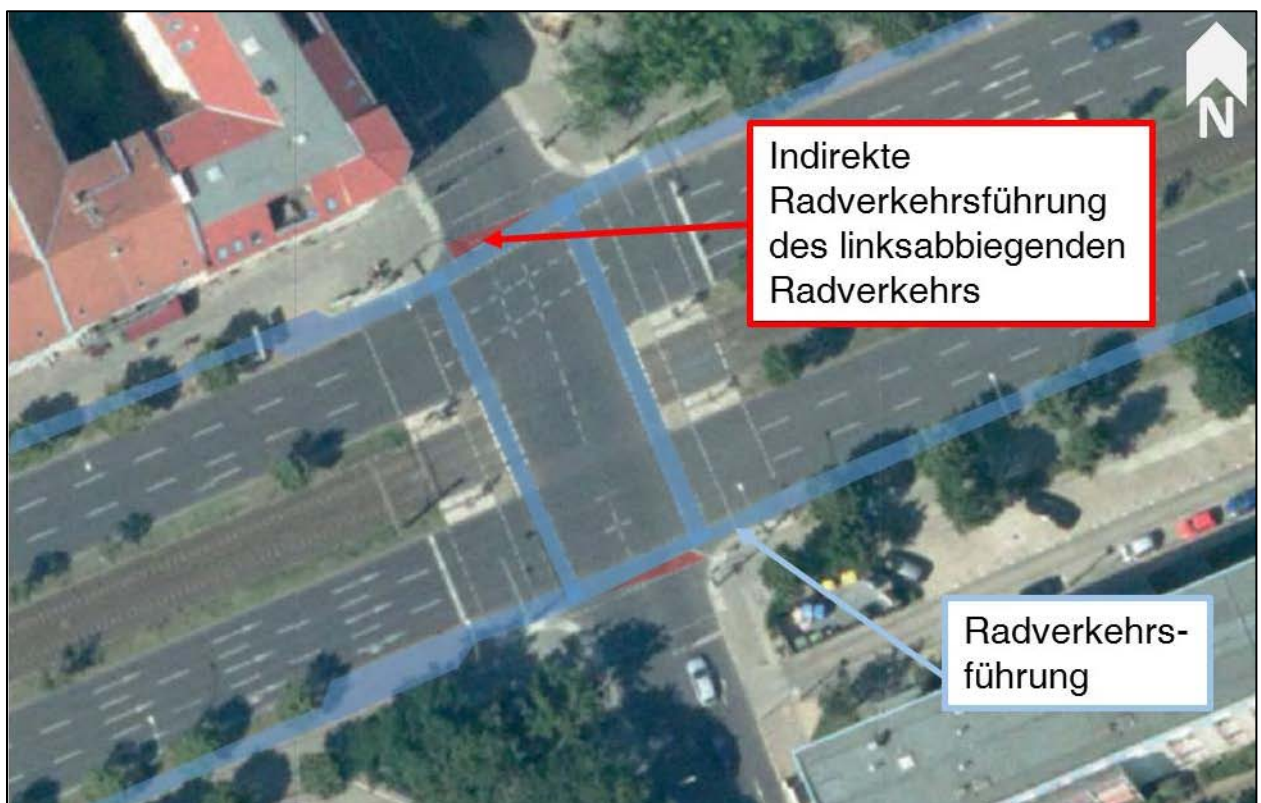 N
Indirekte
Radverkehrsführung
des linksabbiegenden
Radverkehrs
Radverkehrs-
führung